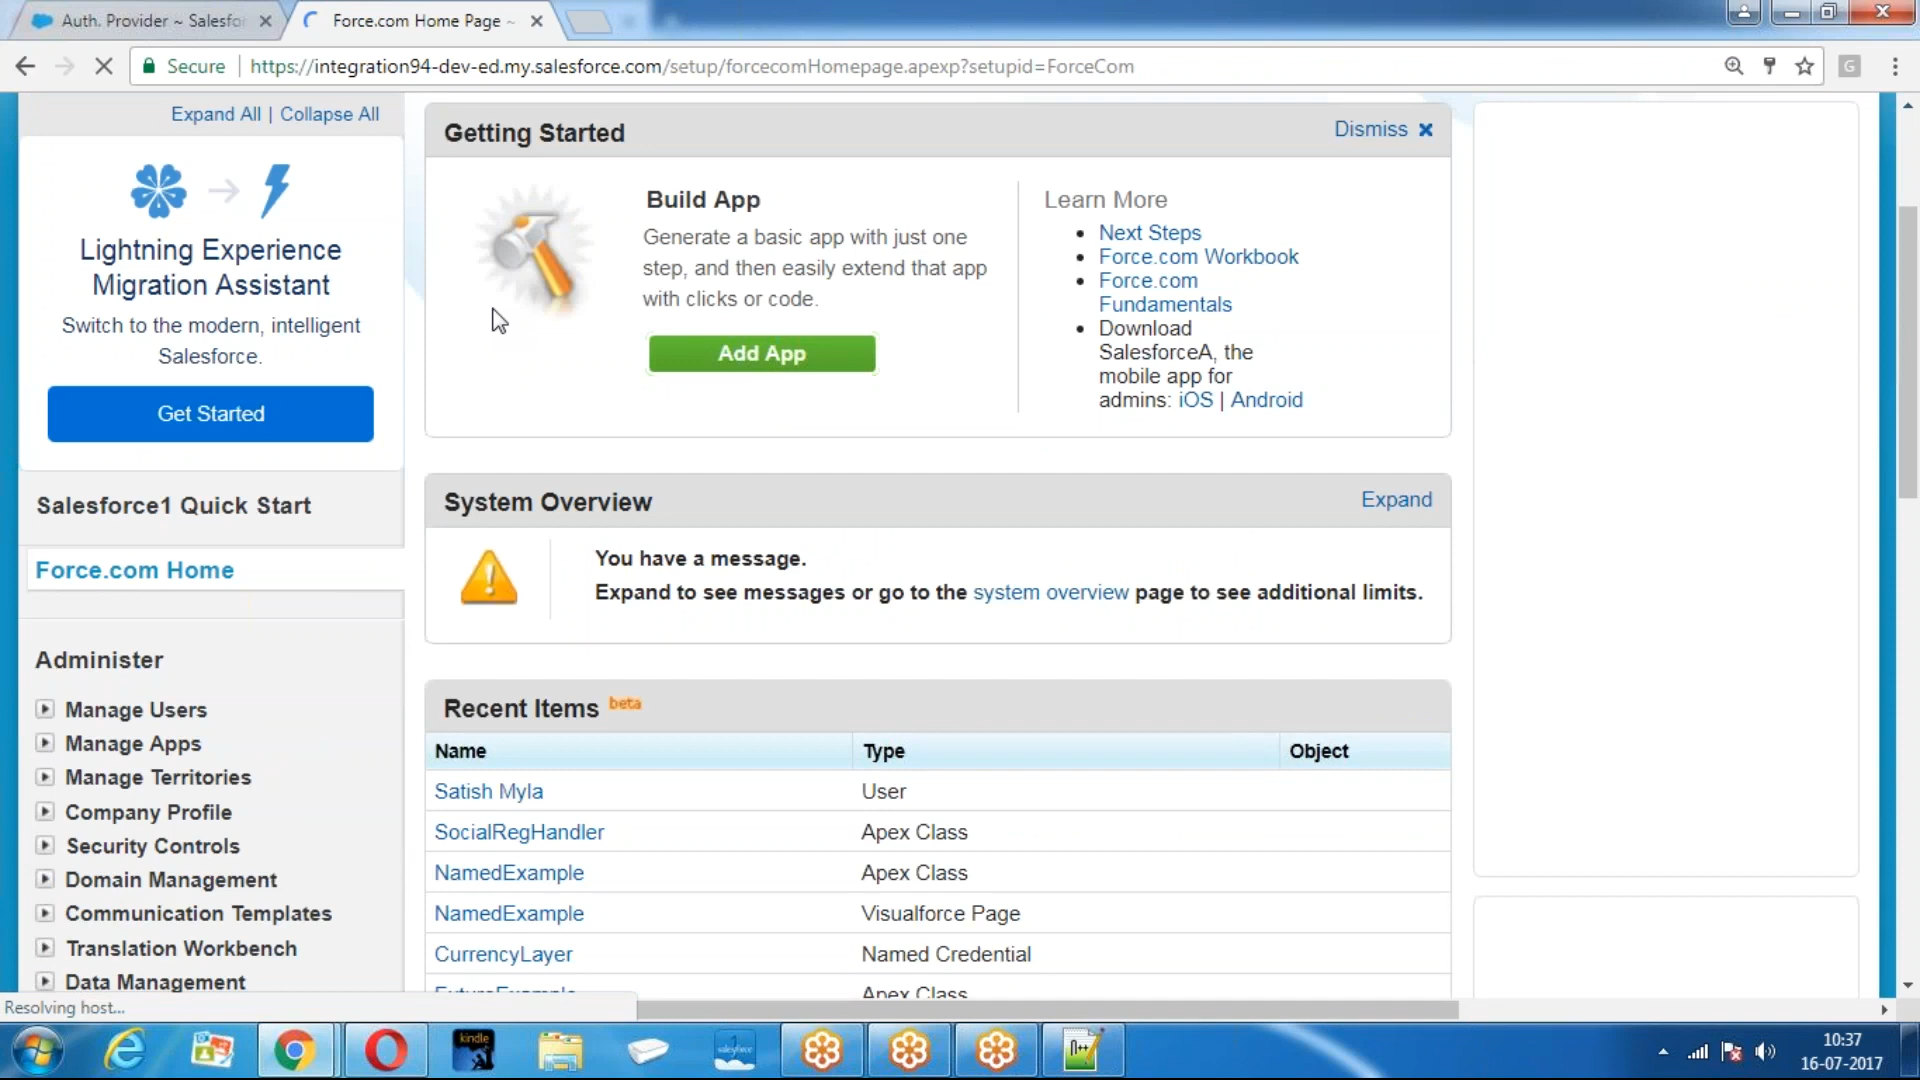 Auth. Provider ~ Salesfo
Force.com Home Page ~
Secure
https://integration94-dev-ed.my.salesforce.com/setup/forcecomHomepage.apexp?setupid=ForceCom
G
Expand All | Collapse All
Lightning Experience
Migration Assistant
Switch to the modern, intelligent
Salesforce.
Get Started
Salesforce1 Quick Start
Force.com Home
Administer
Manage Users
Manage Apps
Manage Territories
Company Profile
Security Controls
Domain Management
Communication Templates
Translation Workbench
Data Management
Getting Started
Dismiss
Build App
Generate a basic app with just one
step, and then easily extend that app
with clicks or code.
Add App
Learn More
Next Steps
Force.com Workbook
Force.com
Fundamentals
Download
SalesforceA, the
mobile app for
admins: iOS | Android
System Overview
Expand
You have a message.
Expand to see messages or go to the system overview page to see additional limits.
Recent Items beta
Name Type Object
Satish Myla User
SocialRegHandler Apex Class
NamedExample Apex Class
NamedExample Visualforce Page
CurrencyLayer Named Credential
FutureExample Apex Class
Resolving host...
kindle
salesforce
10:37
16-07-2017